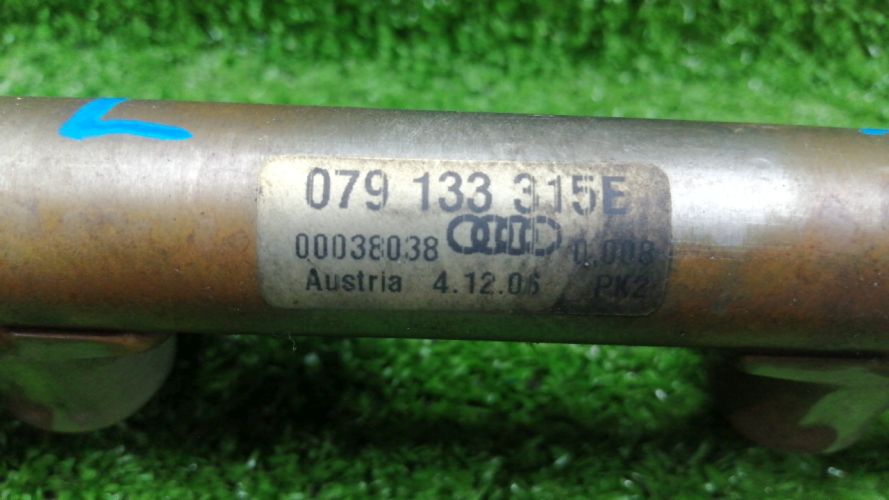 079 133 315E
00038038 0.008
Austria 4.12.06 PK2